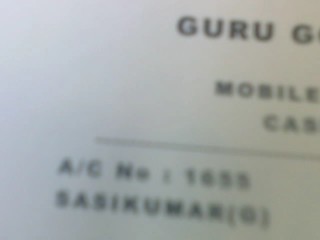 GURU G
MOBILE
CAS
A/C No : 1655
SASIKUMAR(G)